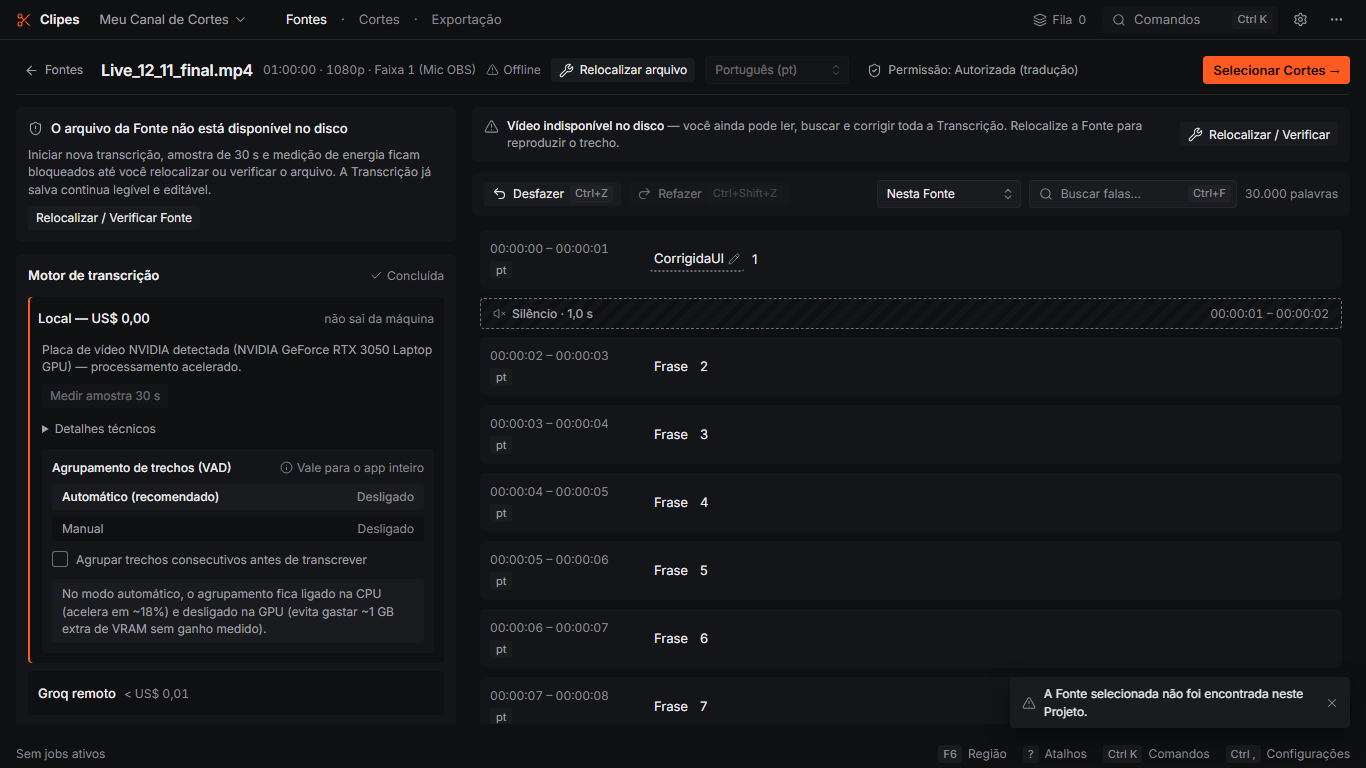 Clipes Meu Canal de Cortes Fontes · Cortes · Exportação Fila 0 Comandos Ctrl K
← Fontes Live_12_11_final.mp4 01:00:00 · 1080p · Faixa 1 (Mic OBS) Offline Relocalizar arquivo Português (pt) Permissão: Autorizada (tradução) Selecionar Cortes →
O arquivo da Fonte não está disponível no disco
Iniciar nova transcrição, amostra de 30 s e medição de energia ficam
bloqueados até você relocalizar ou verificar o arquivo. A Transcrição já
salva continua legível e editável.
Relocalizar / Verificar Fonte
Motor de transcrição Concluída
Local — US$ 0,00 não sai da máquina
Placa de vídeo NVIDIA detectada (NVIDIA GeForce RTX 3050 Laptop
GPU) — processamento acelerado.
Medir amostra 30 s
Detalhes técnicos
Agrupamento de trechos (VAD) Vale para o app inteiro
Automático (recomendado) Desligado
Manual Desligado
Agrupar trechos consecutivos antes de transcrever
No modo automático, o agrupamento fica ligado na CPU
(acelera em ~18%) e desligado na GPU (evita gastar ~1 GB
extra de VRAM sem ganho medido).
Groq remoto < US$ 0,01
Vídeo indisponível no disco — você ainda pode ler, buscar e corrigir toda a Transcrição. Relocalize a Fonte para
reproduzir o trecho.
Relocalizar / Verificar
Desfazer Ctrl+Z Refazer Ctrl+Shift+Z Nesta Fonte Buscar falas... Ctrl+F 30.000 palavras
00:00:00 – 00:00:01
pt
CorrigidaUI 1
Silêncio · 1,0 s 00:00:01 – 00:00:02
00:00:02 – 00:00:03
pt
Frase 2
00:00:03 – 00:00:04
pt
Frase 3
00:00:04 – 00:00:05
pt
Frase 4
00:00:05 – 00:00:06
pt
Frase 5
00:00:06 – 00:00:07
pt
Frase 6
00:00:07 – 00:00:08
pt
Frase 7
A Fonte selecionada não foi encontrada neste
Projeto.
Sem jobs ativos F6 Região ? Atalhos Ctrl K Comandos Ctrl , Configurações